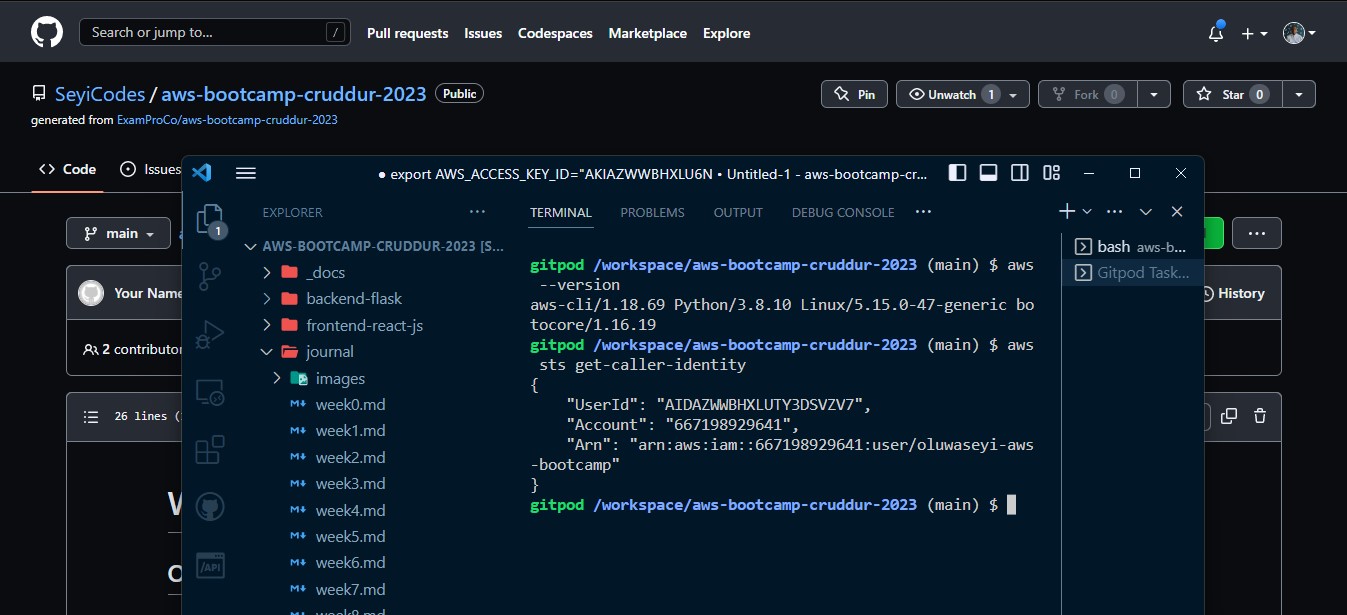 Search or jump to... /
Pull requests Issues Codespaces Marketplace Explore
SeyiCodes / aws-bootcamp-cruddur-2023 Public
Pin
Unwatch 1
Fork 0
Star 0
generated from ExamProCo/aws-bootcamp-cruddur-2023
<> Code
Issues
main
Your Name
History
2 contributor
26 lines (
W
● export AWS_ACCESS_KEY_ID="AKIAZWWBHXLU6N • Untitled-1 - aws-bootcamp-cr...
1
EXPLORER ...
AWS-BOOTCAMP-CRUDDUR-2023 [S...
_docs
backend-flask
frontend-react-js
journal
images
week0.md
week1.md
week2.md
week3.md
week4.md
week5.md
week6.md
week7.md
week8.md
/API
TERMINAL PROBLEMS OUTPUT DEBUG CONSOLE ...
gitpod /workspace/aws-bootcamp-cruddur-2023 (main) $ aws
--version
aws-cli/1.18.69 Python/3.8.10 Linux/5.15.0-47-generic bo
tocore/1.16.19
gitpod /workspace/aws-bootcamp-cruddur-2023 (main) $ aws
sts get-caller-identity
{
"UserId": "AIDAZWWBHXLUTY3DSVZV7",
"Account": "667198929641",
"Arn": "arn:aws:iam::667198929641:user/oluwaseyi-aws
-bootcamp"
}
gitpod /workspace/aws-bootcamp-cruddur-2023 (main) $
bash aws-b...
Gitpod Task...